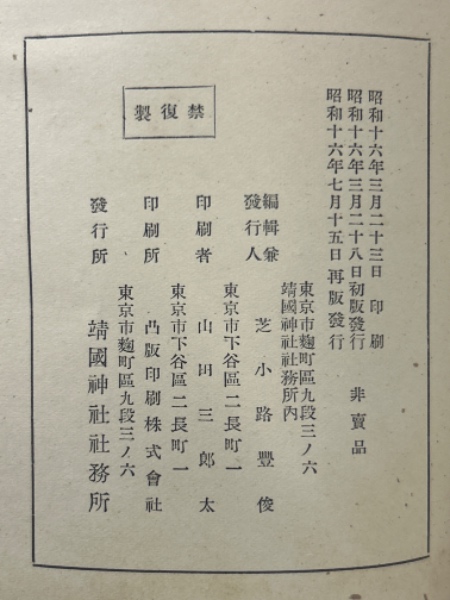 昭和十六年三月二十三日印刷
昭和十六年三月二十八日初版發行 非賣品
昭和十六年七月十五日再版發行
東京市麴町區九段三ノ六
靖國神社社務所內
編輯兼
發行人 芝小路豐俊
東京市下谷區二長町一
印刷者 山田三郎太
東京市下谷區二長町一
印刷所 凸版印刷株式會社
東京市麴町區九段三ノ六
發行所 靖國神社社務所
禁復製